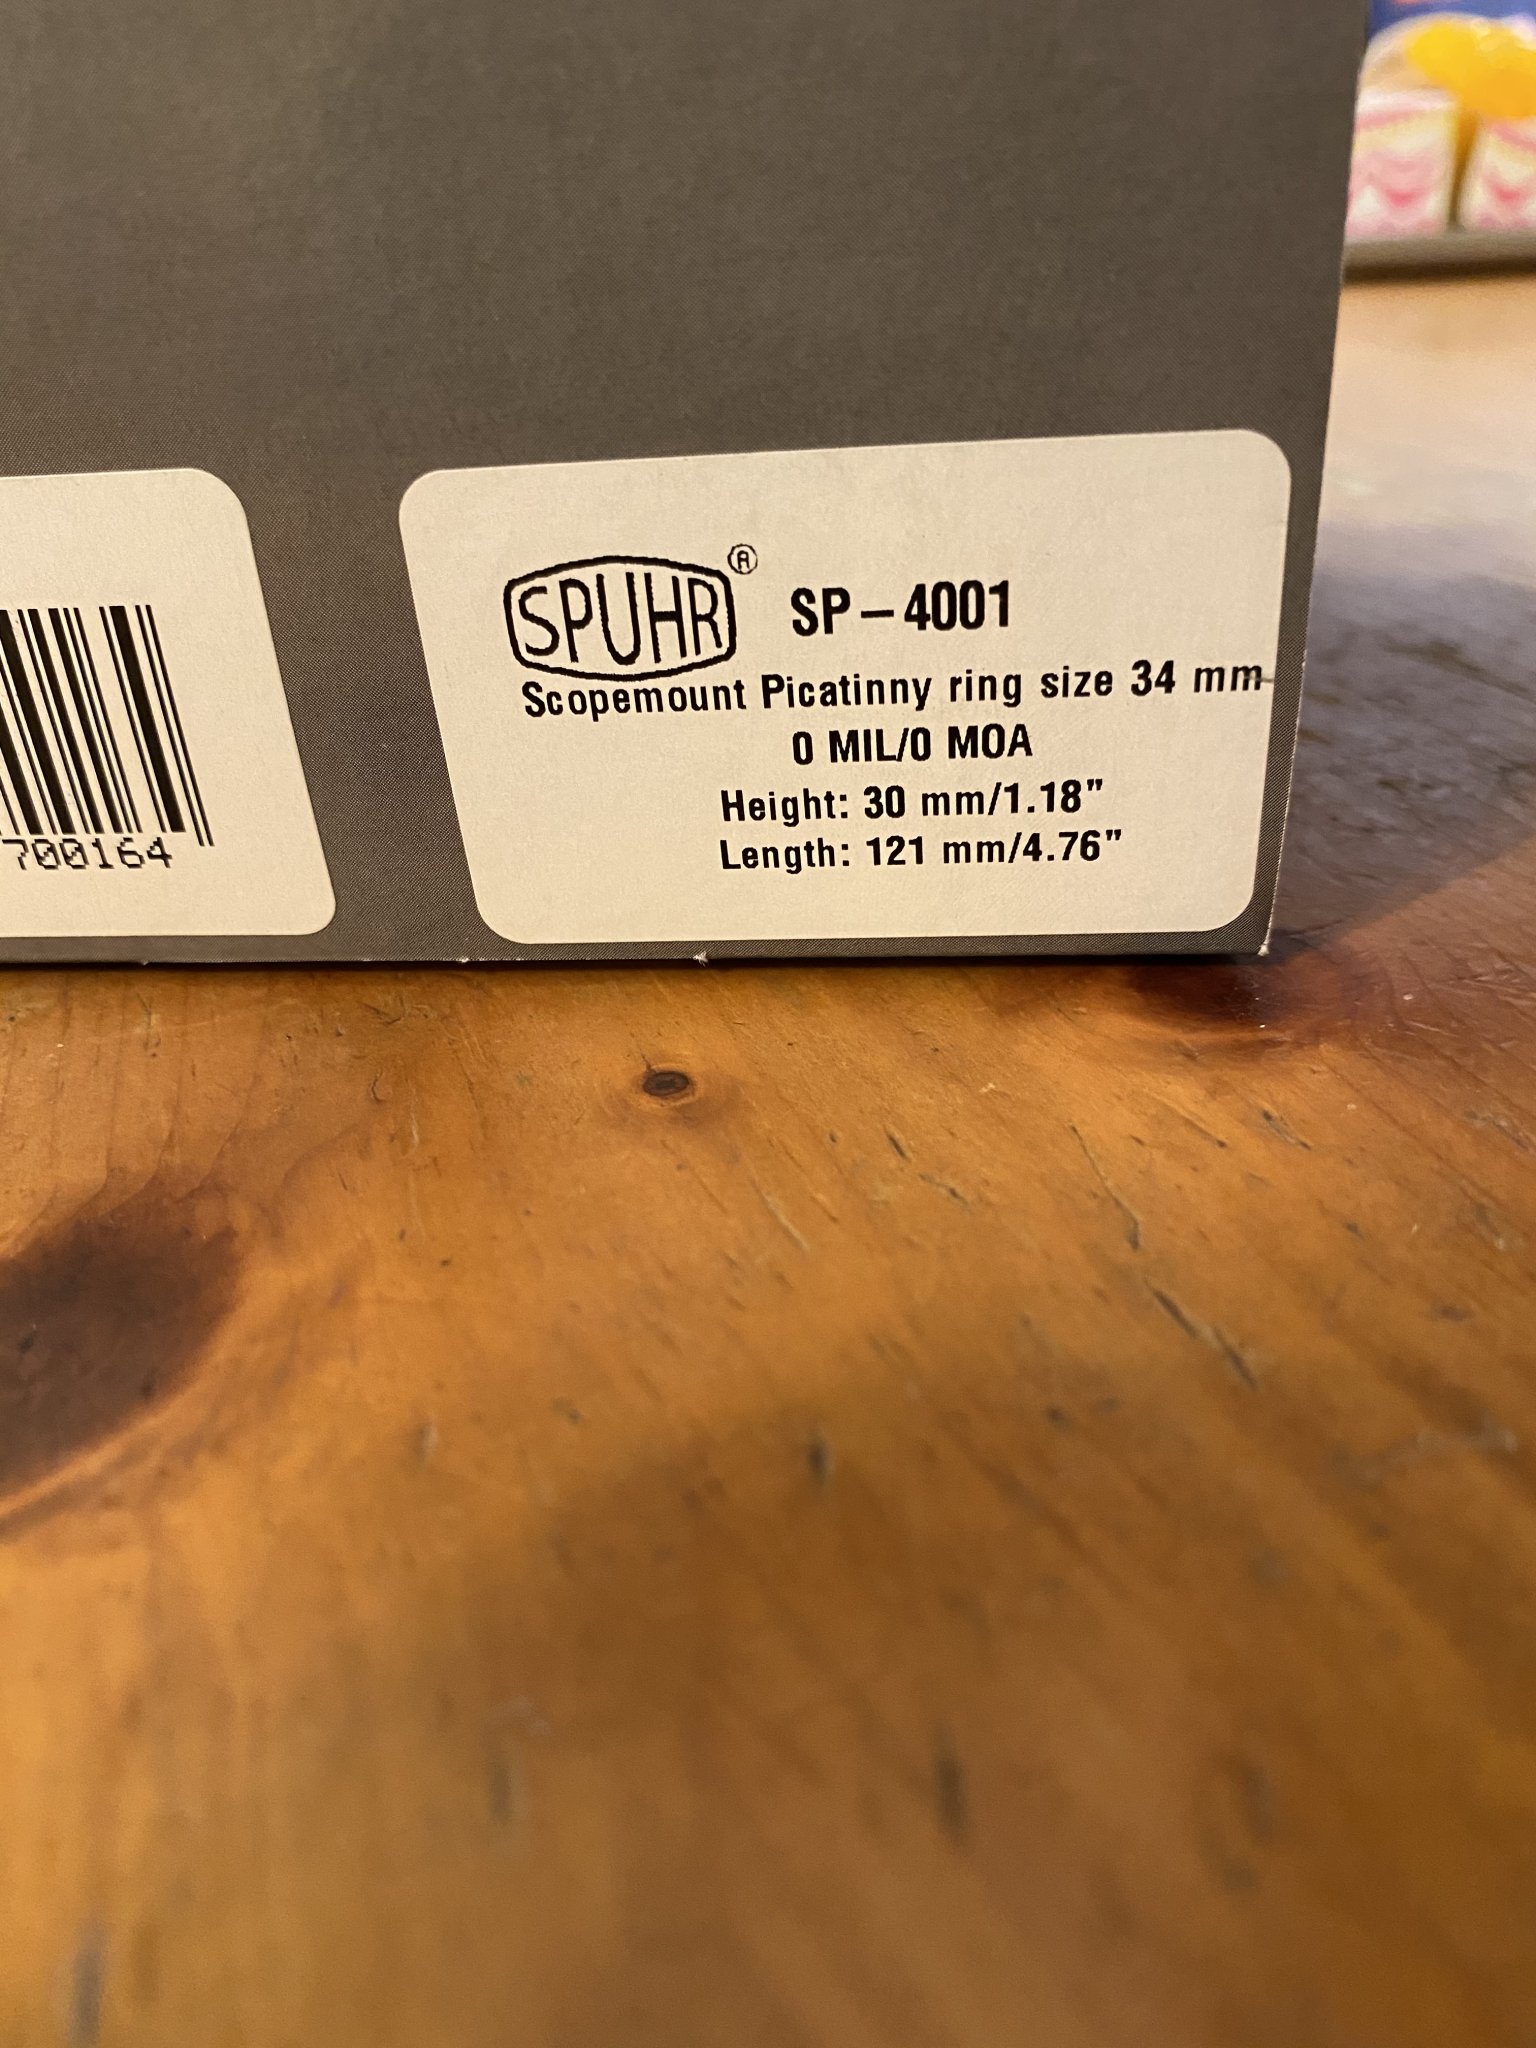 SPUHR® SP-4001
Scopemount Picatinny ring size 34 mm
0 MIL/0 MOA
Height: 30 mm/1.18"
Length: 121 mm/4.76"
700164